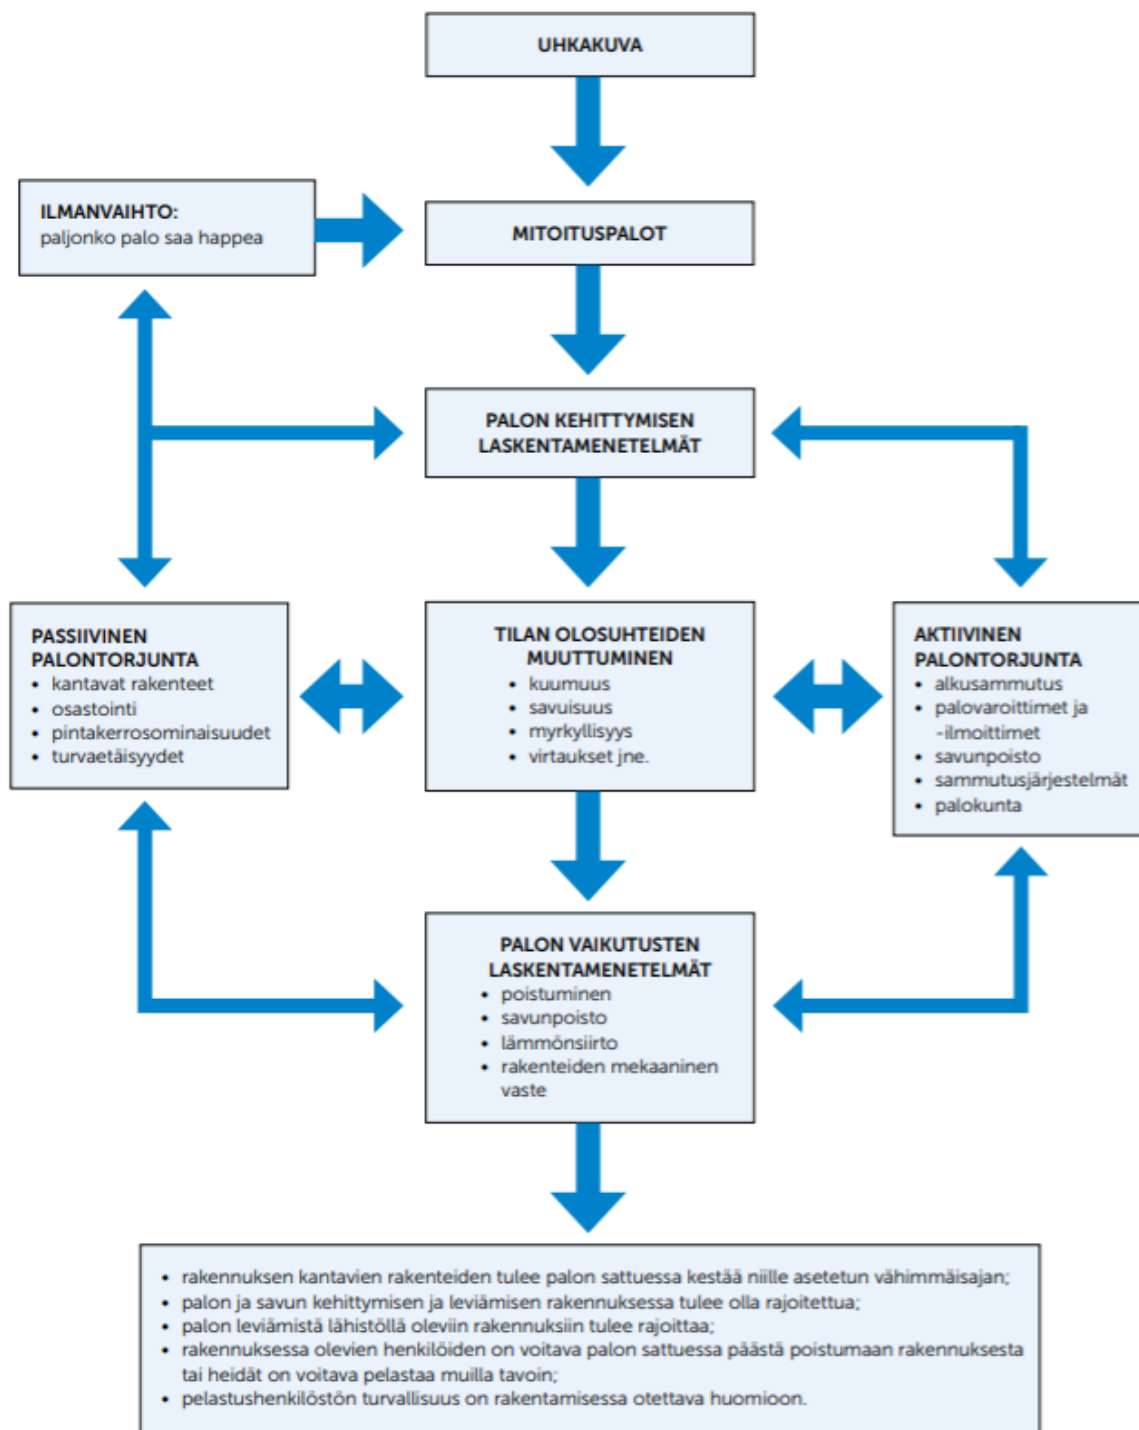 UHKAKUVA
ILMANVAIHTO:
paljonko palo saa happea
MITOITUSPALOT
PALON KEHITTYMISEN
LASKENTAMENETELMÄT
PASSIIVINEN
PALONTORJUNTA
• kantavat rakenteet
• osastointi
• pintakerrosominaisuudet
• turvaetäisyydet
TILAN OLOSUHTEIDEN
MUUTTUMINEN
• kuumuus
• savuisuus
• myrkyllisyys
• virtaukset jne.
AKTIIVINEN
PALONTORJUNTA
• alkusammutus
• palovaroittimet ja
-ilmoittimet
• savunpoisto
• sammutusjärjestelmät
• palokunta
PALON VAIKUTUSTEN
LASKENTAMENETELMÄT
• poistuminen
• savunpoisto
• lämmönsiirto
• rakenteiden mekaaninen
vaste
• rakennuksen kantavien rakenteiden tulee palon sattuessa kestää niille asetetun vähimmäisajan;
• palon ja savun kehittymisen ja leviämisen rakennuksessa tulee olla rajoitettua;
• palon leviämistä lähistöllä oleviin rakennuksiin tulee rajoittaa;
• rakennuksessa olevien henkilöiden on voitava palon sattuessa päästä poistumaan rakennuksesta
tai heidät on voitava pelastaa muilla tavoin;
• pelastushenkilöstön turvallisuus on rakentamisessa otettava huomioon.